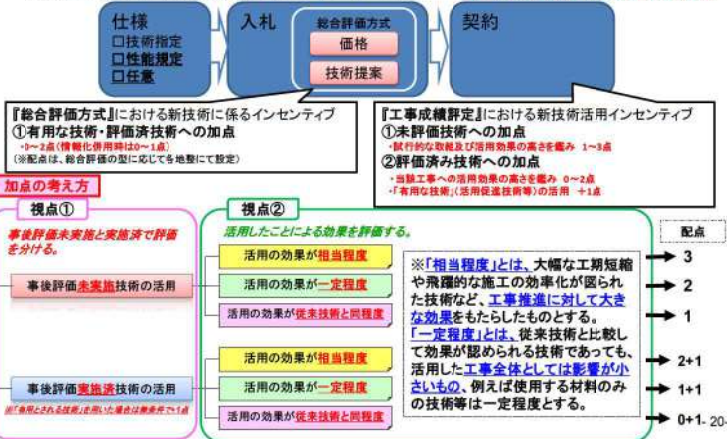 仕様
□技術指定
□性能規定
□任意
入札
総合評価方式
価格
技術提案
契約
『総合評価方式』における新技術に係るインセンティブ
①有用な技術・評価済技術への加点
・0～2点(情報化併用時は0～1点)
(※配点は、総合評価の型に応じて各地整にて設定)
『工事成績評定』における新技術活用インセンティブ
①未評価技術への加点
・試行的な取組及び活用効果の高さを鑑み 1～3点
②評価済み技術への加点
・当該工事への活用効果の高さを鑑み 0～2点
・「有用な技術」(活用促進技術等)の活用 +1点
加点の考え方
視点①
事後評価未実施と実施済で評価
を分ける。
事後評価未実施技術の活用
事後評価実施済技術の活用
※「有用とされる技術」を用いた場合は無条件で+1点
視点②
活用したことによる効果を評価する。
活用の効果が相当程度
活用の効果が一定程度
活用の効果が従来技術と同程度
活用の効果が相当程度
活用の効果が一定程度
活用の効果が従来技術と同程度
※「相当程度」とは、大幅な工期短縮
や飛躍的な施工の効率化が図られ
た技術など、工事推進に対して大き
な効果をもたらしたものとする。
「一定程度」とは、従来技術と比較し
て効果が認められる技術であっても、
活用した工事全体としては影響が小
さいもの、例えば使用する材料のみ
の技術等は一定程度とする。
配点
3
2
1
2+1
1+1
0+1
-20-